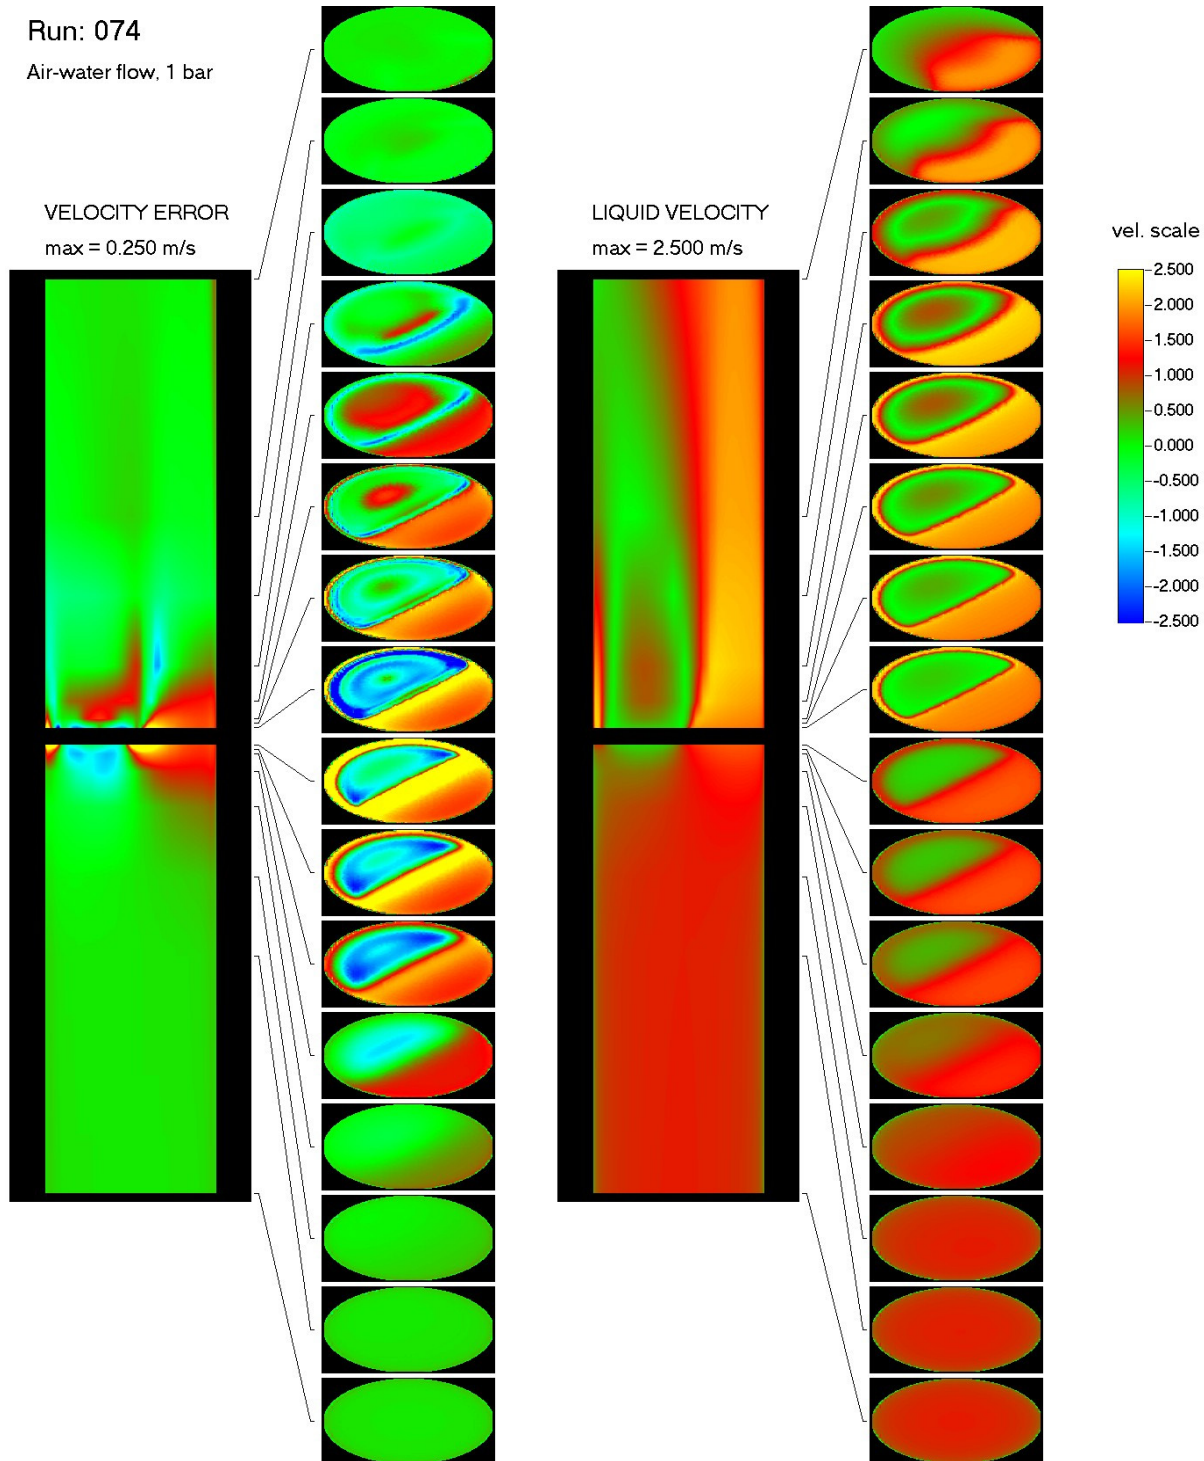 Run: 074
Air-water flow, 1 bar
VELOCITY ERROR
max = 0.250 m/s
LIQUID VELOCITY
max = 2.500 m/s
vel. scale
2.500
2.000
1.500
1.000
0.500
0.000
-0.500
-1.000
-1.500
-2.000
-2.500